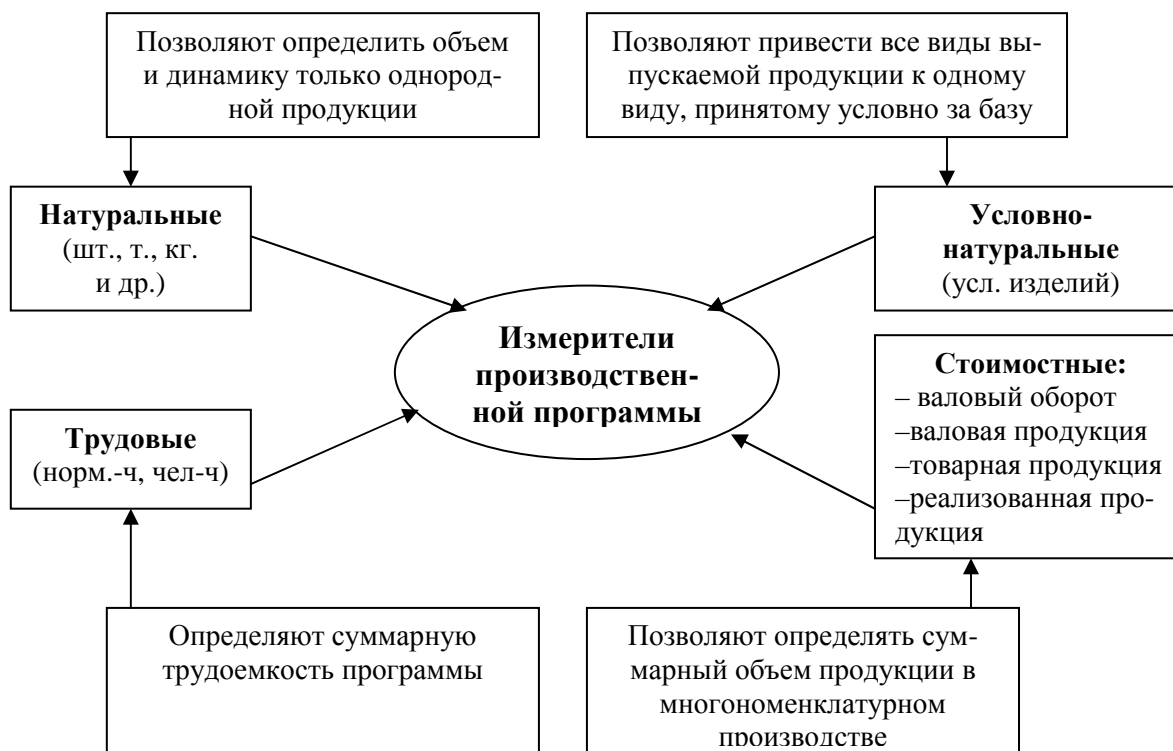 Позволяют определить объем
и динамику только однород-
ной продукции
Позволяют привести все виды вы-
пускаемой продукции к одному
виду, принятому условно за базу
Натуральные
(шт., т., кг.
и др.)
Условно-
натуральные
(усл. изделий)
Измерители
производствен-
ной программы
Трудовые
(норм.-ч, чел-ч)
Стоимостные:
– валовый оборот
–валовая продукция
–товарная продукция
–реализованная про-
дукция
Определяют суммарную
трудоемкость программы
Позволяют определять сум-
марный объем продукции в
многономенклатурном
производстве